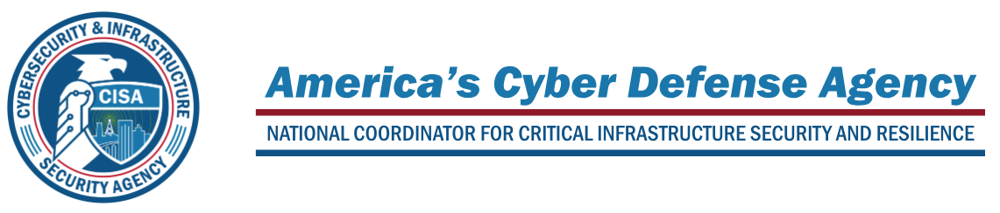 CYBERSECURITY & INFRASTRUCTURE
CISA
SECURITY AGENCY
America's Cyber Defense Agency
NATIONAL COORDINATOR FOR CRITICAL INFRASTRUCTURE SECURITY AND RESILIENCE